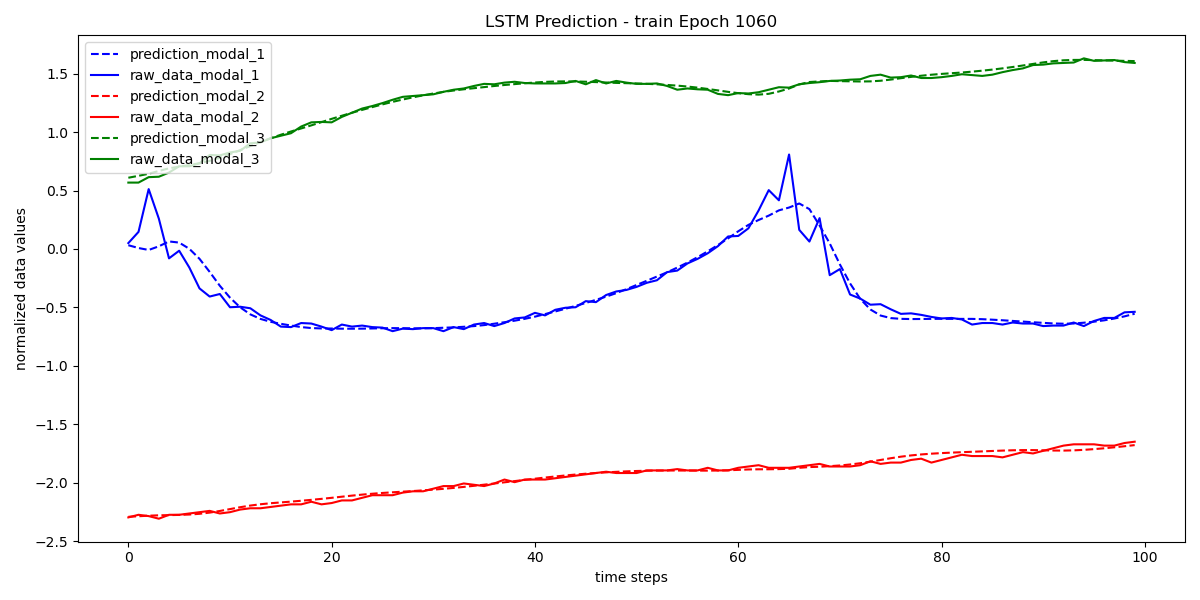 LSTM Prediction - train Epoch 1060
prediction_modal_1
raw_data_modal_1
prediction_modal_2
raw_data_modal_2
prediction_modal_3
raw_data_modal_3
normalized data values
1.5
1.0
0.5
0.0
−0.5
−1.0
−1.5
−2.0
−2.5
0 20 40 60 80 100
time steps